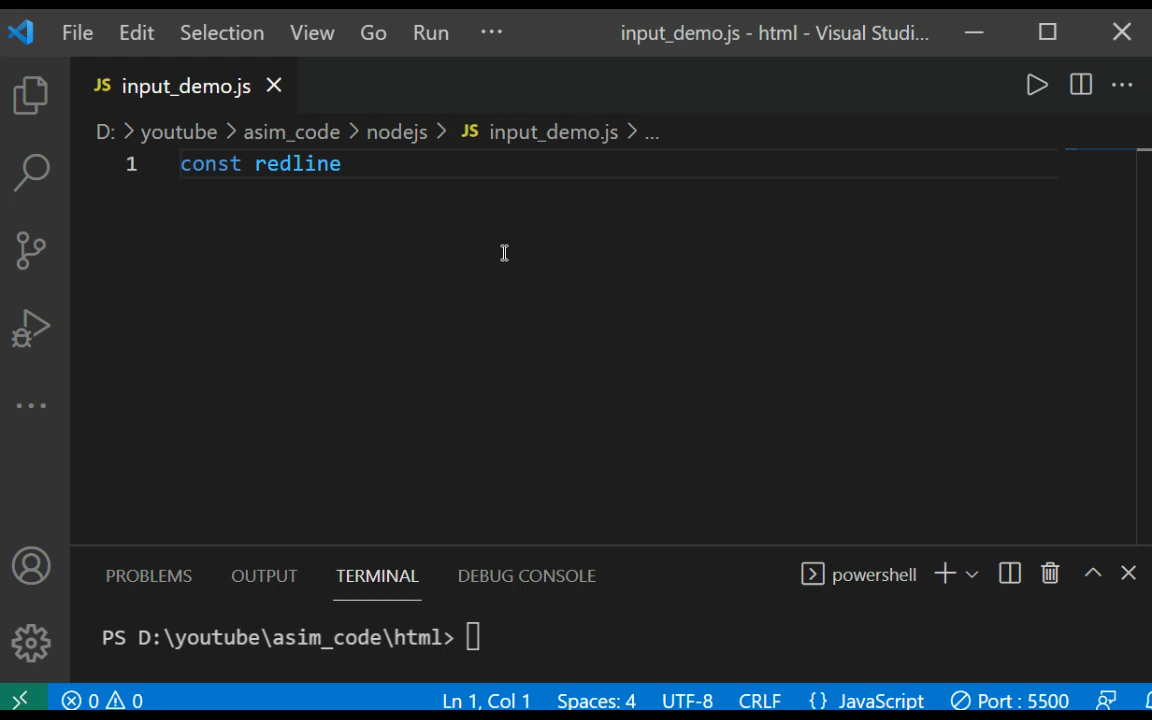 File Edit Selection View Go Run ··· input_demo.js - html - Visual Studi...
JS input_demo.js
D: > youtube > asim_code > nodejs > JS input_demo.js > ...
1 const redline
PROBLEMS OUTPUT TERMINAL DEBUG CONSOLE powershell
PS D:\youtube\asim_code\html>
0 0 Ln 1, Col 1 Spaces: 4 UTF-8 CRLF {} JavaScript Port : 5500